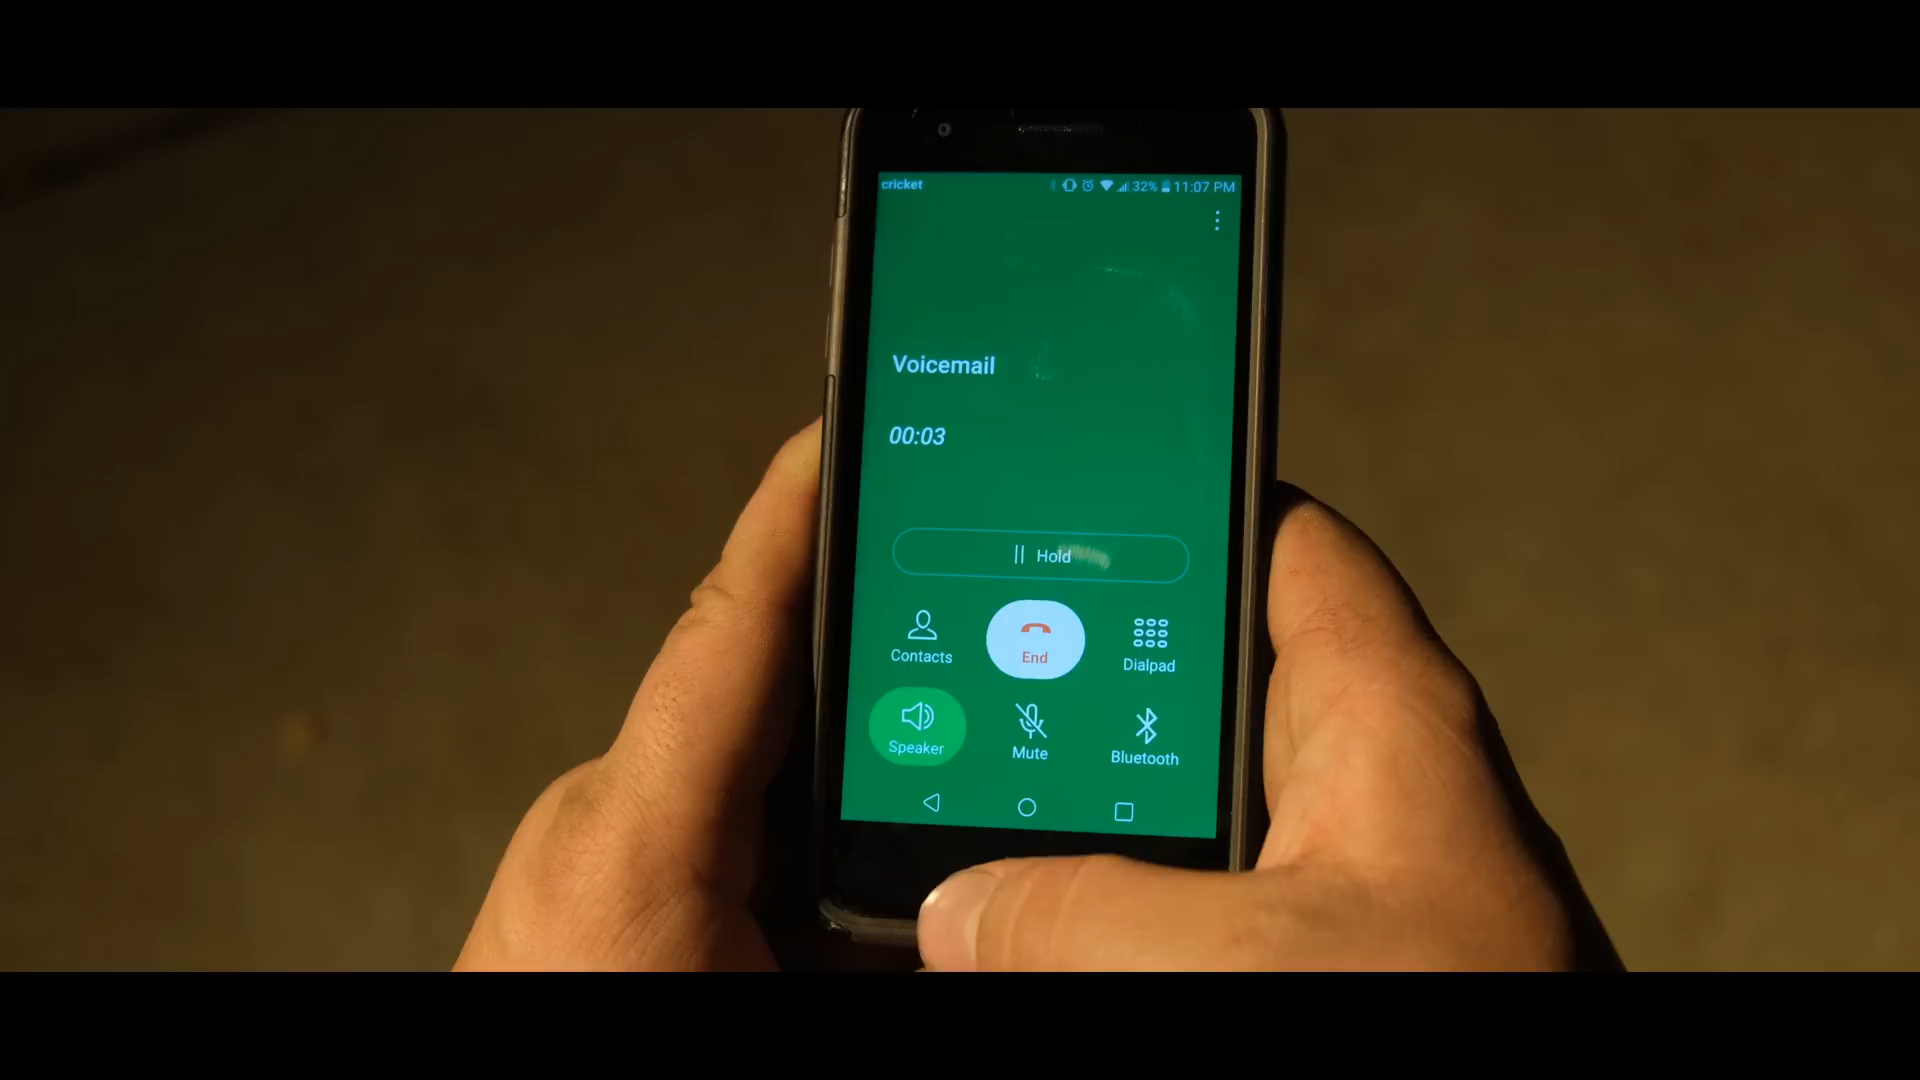 cricket 32% 11:07 PM
Voicemail
00:03
Hold
Contacts End Dialpad
Speaker Mute Bluetooth